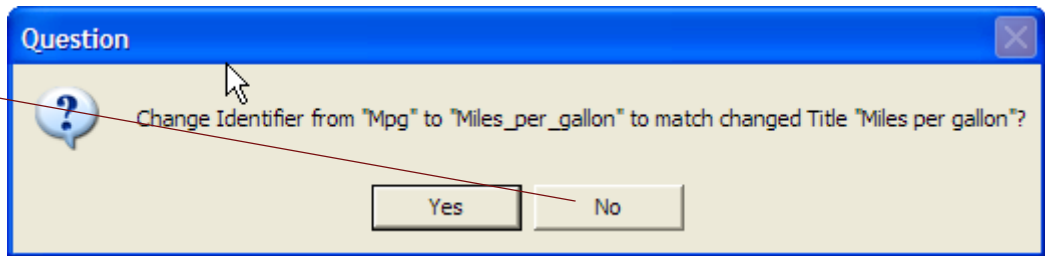 Question
Change Identifier from "Mpg" to "Miles_per_gallon" to match changed Title "Miles per gallon"?
Yes No